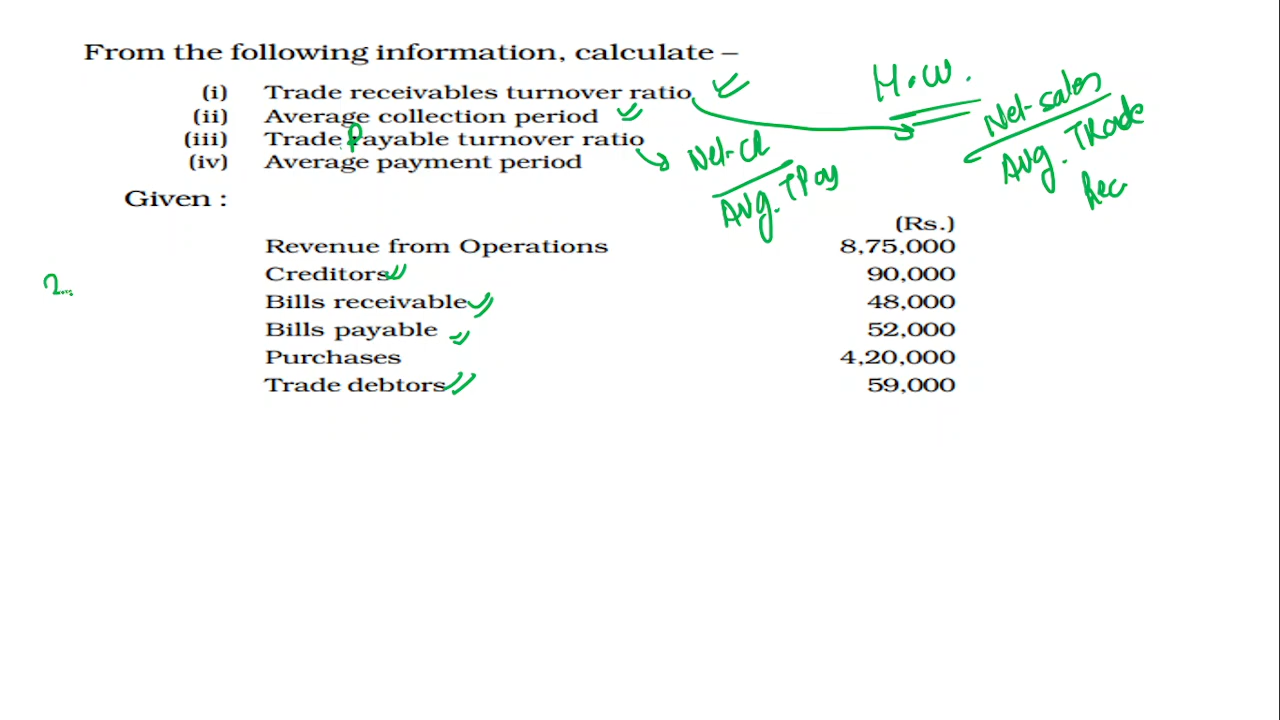 From the following information, calculate –
(i) Trade receivables turnover ratio
(ii) Average collection period
(iii) Trade Payable turnover ratio
(iv) Average payment period
H.W.
Net-sales
Avg. Trade
Rec
Net-Cr
Avg. TPay
Given :
(Rs.)
Revenue from Operations 8,75,000
Creditors 90,000
Bills receivable 48,000
Bills payable 52,000
Purchases 4,20,000
Trade debtors 59,000